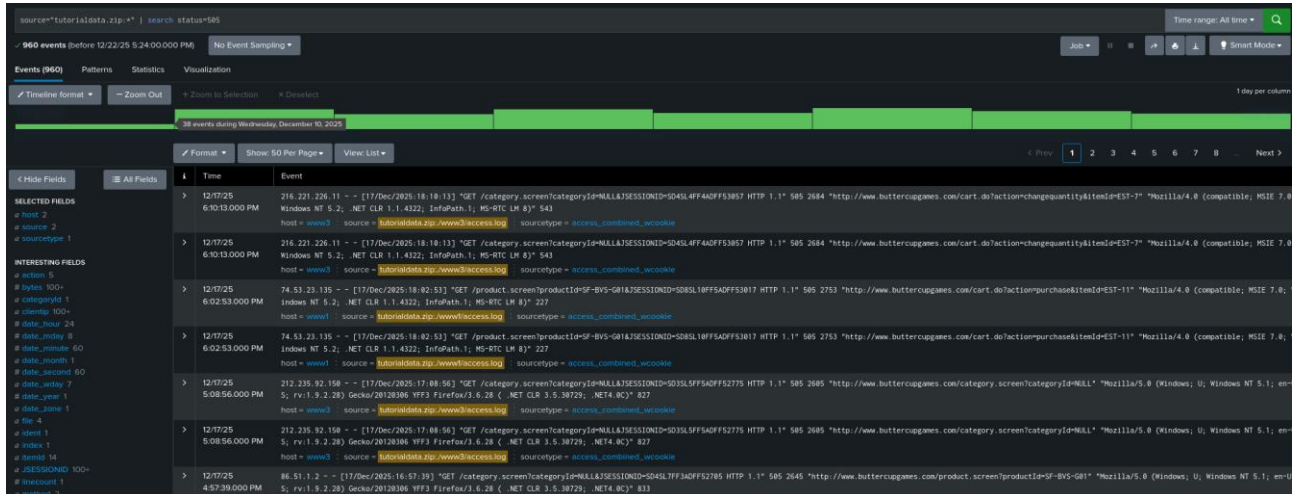 source="tutorialdata.zip:*" | search status=505
Time range: All time
960 events (before 12/22/25 5:24:00.000 PM)
No Event Sampling
Job
Smart Mode
Events (960)
Patterns
Statistics
Visualization
Timeline format
— Zoom Out
+ Zoom to Selection
× Deselect
1 day per column
38 events during Wednesday, December 10, 2025
Format
Show: 50 Per Page
View: List
< Prev
1
2
3
4
5
6
7
8
...
Next >
< Hide Fields
All Fields
i
Time
Event
SELECTED FIELDS
a host 2
a source 2
a sourcetype 1
INTERESTING FIELDS
a action 5
# bytes 100+
a categoryId 1
a clientip 100+
# date_hour 24
# date_mday 8
# date_minute 60
a date_month 1
# date_second 60
a date_wday 7
# date_year 1
a date_zone 1
a file 4
a ident 1
a index 1
a itemId 14
a JSESSIONID 100+
# linecount 1
12/17/25
6:10:13.000 PM
216.221.226.11 - - [17/Dec/2025:18:10:13] "GET /category.screen?categoryId=NULL&JSESSIONID=SD4SL4FF4ADFF53057 HTTP 1.1" 505 2684 "http://www.buttercupgames.com/cart.do?action=changequantity&itemId=EST-7" "Mozilla/4.0 (compatible; MSIE 7.0
Windows NT 5.2; .NET CLR 1.1.4322; InfoPath.1; MS-RTC LM 8)" 543
host = www3 source = tutorialdata.zip:./www3/access.log sourcetype = access_combined_wcookie
12/17/25
6:10:13.000 PM
216.221.226.11 - - [17/Dec/2025:18:10:13] "GET /category.screen?categoryId=NULL&JSESSIONID=SD4SL4FF4ADFF53057 HTTP 1.1" 505 2684 "http://www.buttercupgames.com/cart.do?action=changequantity&itemId=EST-7" "Mozilla/4.0 (compatible; MSIE 7.0
Windows NT 5.2; .NET CLR 1.1.4322; InfoPath.1; MS-RTC LM 8)" 543
host = www3 source = tutorialdata.zip:./www3/access.log sourcetype = access_combined_wcookie
12/17/25
6:02:53.000 PM
74.53.23.135 - - [17/Dec/2025:18:02:53] "GET /product.screen?productId=SF-BVS-G01&JSESSIONID=SD8SL10FF5ADFF53017 HTTP 1.1" 505 2753 "http://www.buttercupgames.com/cart.do?action=purchase&itemId=EST-11" "Mozilla/4.0 (compatible; MSIE 7.0;
indows NT 5.2; .NET CLR 1.1.4322; InfoPath.1; MS-RTC LM 8)" 227
host = www1 source = tutorialdata.zip:./www1/access.log sourcetype = access_combined_wcookie
12/17/25
6:02:53.000 PM
74.53.23.135 - - [17/Dec/2025:18:02:53] "GET /product.screen?productId=SF-BVS-G01&JSESSIONID=SD8SL10FF5ADFF53017 HTTP 1.1" 505 2753 "http://www.buttercupgames.com/cart.do?action=purchase&itemId=EST-11" "Mozilla/4.0 (compatible; MSIE 7.0;
indows NT 5.2; .NET CLR 1.1.4322; InfoPath.1; MS-RTC LM 8)" 227
host = www1 source = tutorialdata.zip:./www1/access.log sourcetype = access_combined_wcookie
12/17/25
5:08:56.000 PM
212.235.92.150 - - [17/Dec/2025:17:08:56] "GET /category.screen?categoryId=NULL&JSESSIONID=SD3SL5FF5ADFF52775 HTTP 1.1" 505 2605 "http://www.buttercupgames.com/category.screen?categoryId=NULL" "Mozilla/5.0 (Windows; U; Windows NT 5.1; en-
S; rv:1.9.2.28) Gecko/20120306 YFF3 Firefox/3.6.28 ( .NET CLR 3.5.30729; .NET4.0C)" 827
host = www3 source = tutorialdata.zip:./www3/access.log sourcetype = access_combined_wcookie
12/17/25
5:08:56.000 PM
212.235.92.150 - - [17/Dec/2025:17:08:56] "GET /category.screen?categoryId=NULL&JSESSIONID=SD3SL5FF5ADFF52775 HTTP 1.1" 505 2605 "http://www.buttercupgames.com/category.screen?categoryId=NULL" "Mozilla/5.0 (Windows; U; Windows NT 5.1; en-
S; rv:1.9.2.28) Gecko/20120306 YFF3 Firefox/3.6.28 ( .NET CLR 3.5.30729; .NET4.0C)" 827
host = www3 source = tutorialdata.zip:./www3/access.log sourcetype = access_combined_wcookie
12/17/25
4:57:39.000 PM
86.51.1.2 - - [17/Dec/2025:16:57:39] "GET /category.screen?categoryId=NULL&JSESSIONID=SD4SL7FF3ADFF52705 HTTP 1.1" 505 2645 "http://www.buttercupgames.com/product.screen?productId=SF-BVS-G01" "Mozilla/5.0 (Windows; U; Windows NT 5.1; en-U
S; rv:1.9.2.28) Gecko/20120306 YFF3 Firefox/3.6.28 ( .NET CLR 3.5.30729; .NET4.0C)" 833